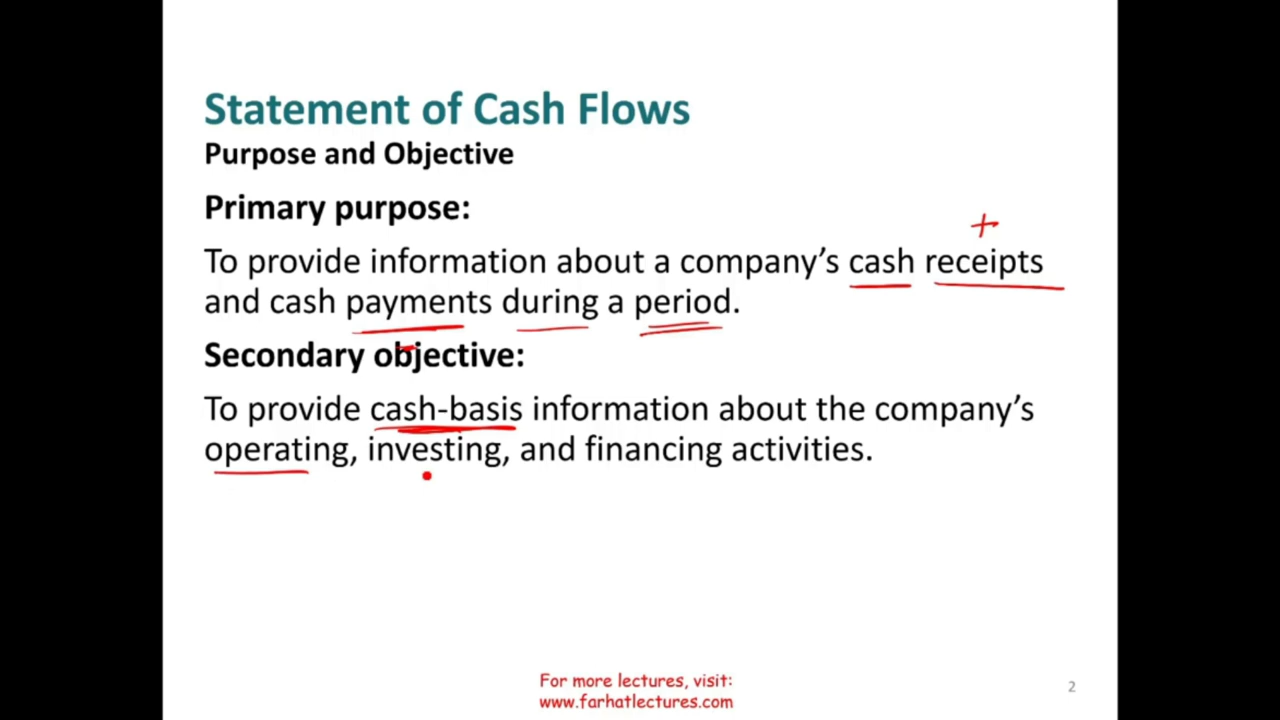 Statement of Cash Flows
Purpose and Objective
Primary purpose:
+
To provide information about a company’s cash receipts
and cash payments during a period.
Secondary objective:
To provide cash-basis information about the company’s
operating, investing, and financing activities.
For more lectures, visit:
www.farhatlectures.com
2